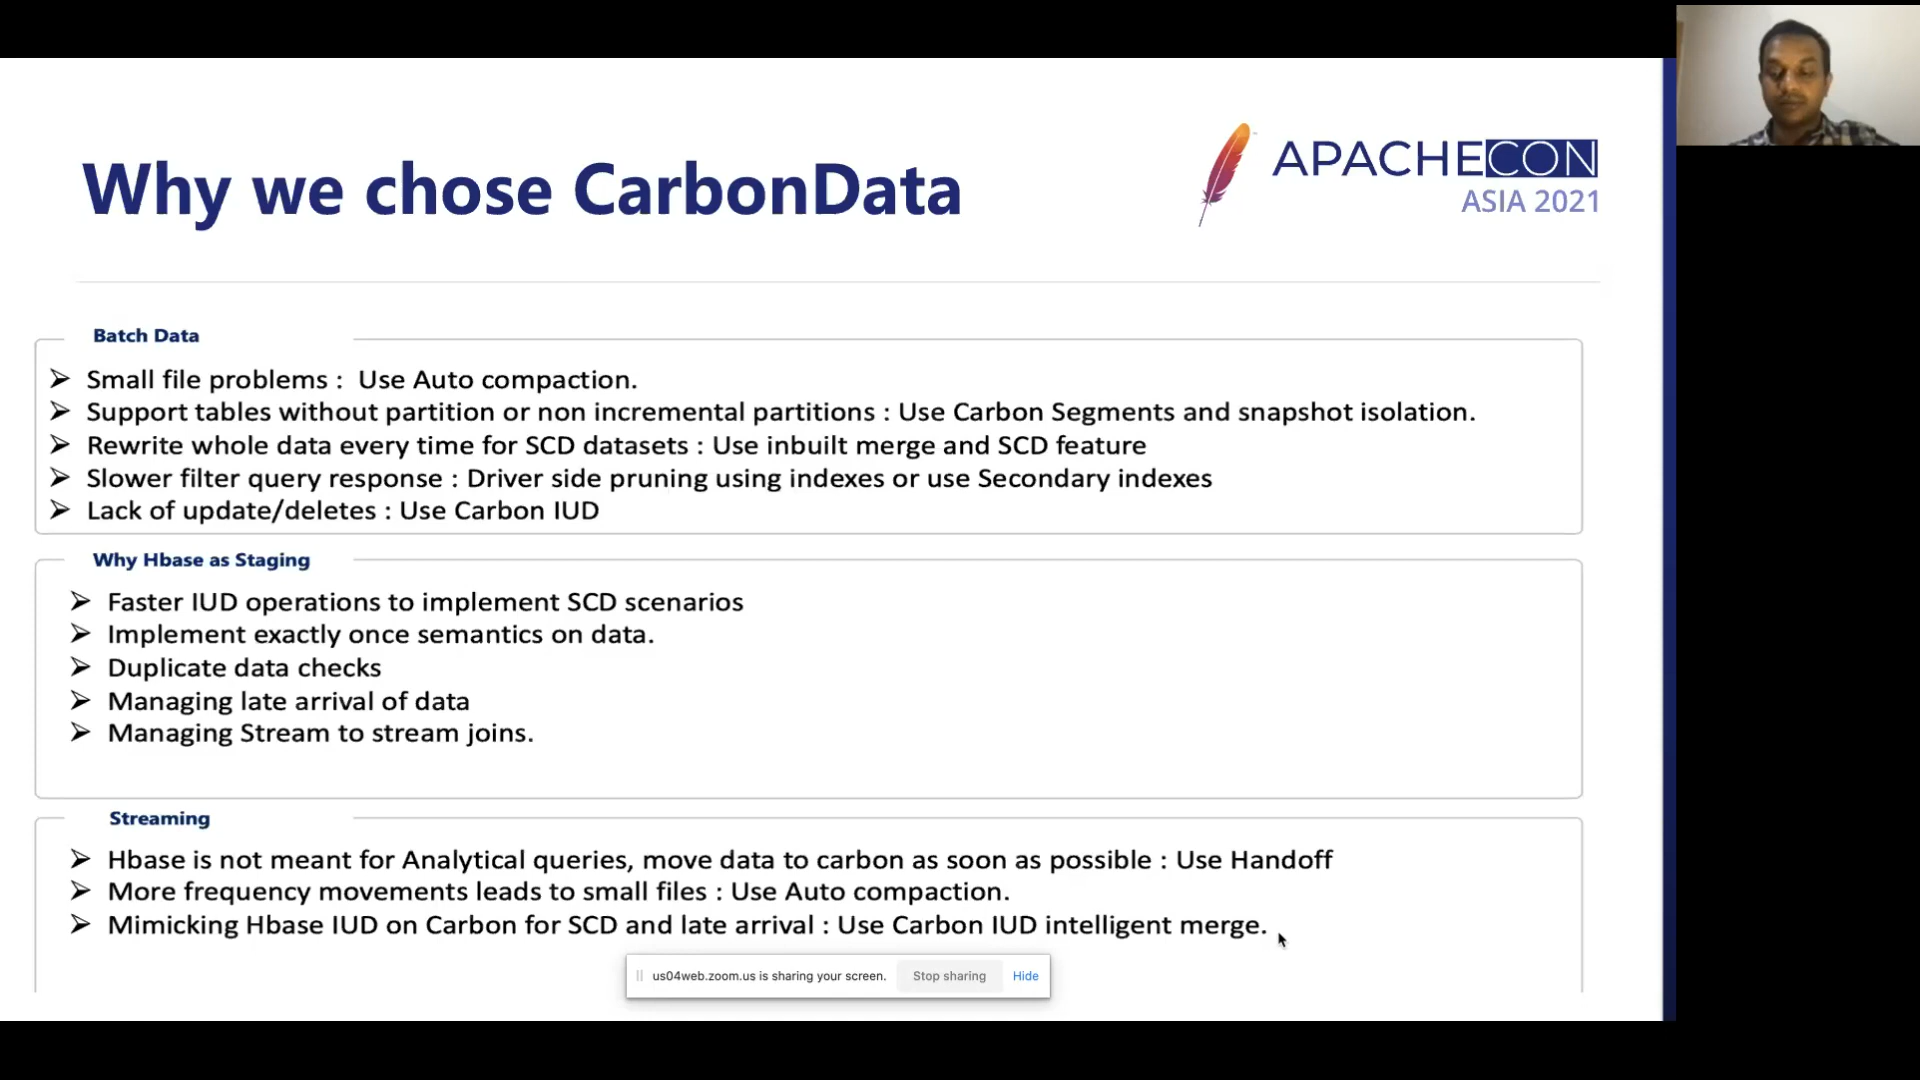 Why we chose CarbonData
APACHECON
ASIA 2021
Batch Data
Small file problems : Use Auto compaction.
Support tables without partition or non incremental partitions : Use Carbon Segments and snapshot isolation.
Rewrite whole data every time for SCD datasets : Use inbuilt merge and SCD feature
Slower filter query response : Driver side pruning using indexes or use Secondary indexes
Lack of update/deletes : Use Carbon IUD
Why Hbase as Staging
Faster IUD operations to implement SCD scenarios
Implement exactly once semantics on data.
Duplicate data checks
Managing late arrival of data
Managing Stream to stream joins.
Streaming
Hbase is not meant for Analytical queries, move data to carbon as soon as possible : Use Handoff
More frequency movements leads to small files : Use Auto compaction.
Mimicking Hbase IUD on Carbon for SCD and late arrival : Use Carbon IUD intelligent merge.
us04web.zoom.us is sharing your screen. Stop sharing Hide